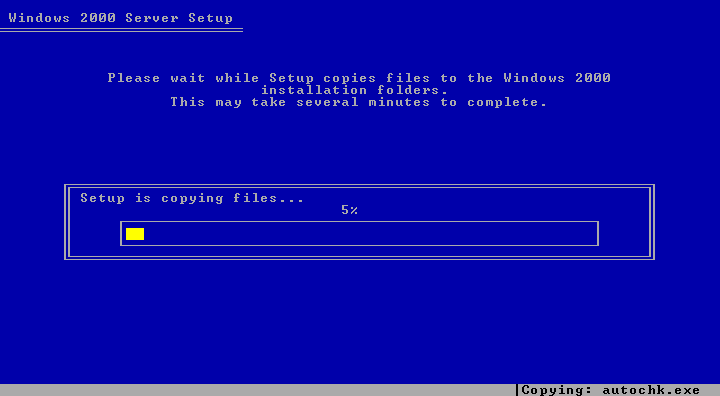 Windows 2000 Server Setup
Please wait while Setup copies files to the Windows 2000
installation folders.
This may take several minutes to complete.
Setup is copying files...
5%
|Copying: autochk.exe